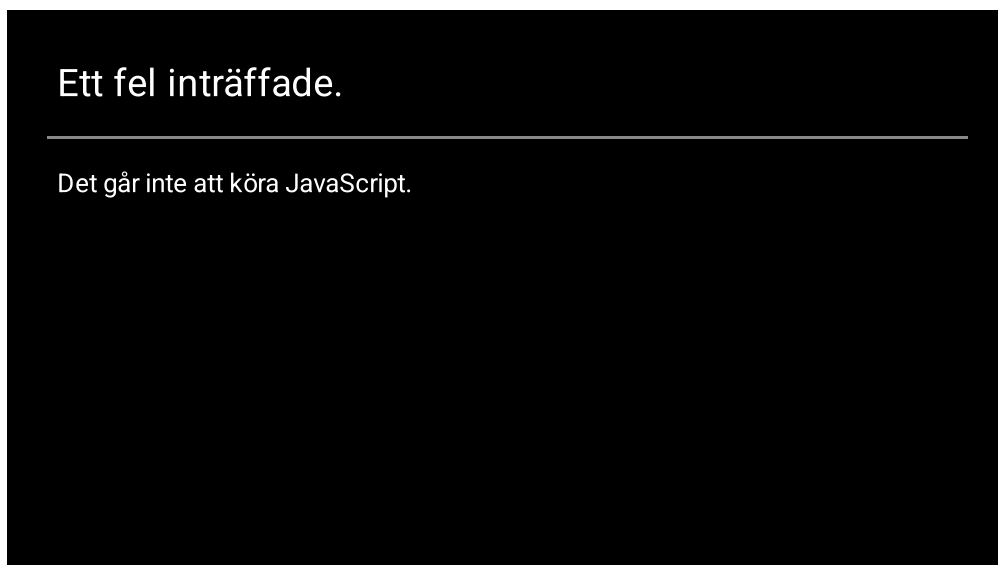 Ett fel inträffade.
Det går inte att köra JavaScript.